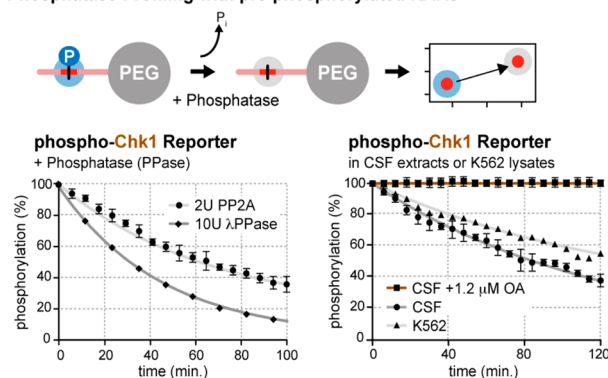 P
i
P
PEG
PEG
+ Phosphatase
phospho-Chk1 Reporter
+ Phosphatase (PPase)
phosphorylation (%)
100
80
60
40
20
0
2U PP2A
10U λPPase
0 20 40 60 80 100
time (min.)
phospho-Chk1 Reporter
in CSF extracts or K562 lysates
phosphorylation (%)
100
80
60
40
20
0
CSF +1.2 μM OA
CSF
K562
0 40 80 120
time (min.)